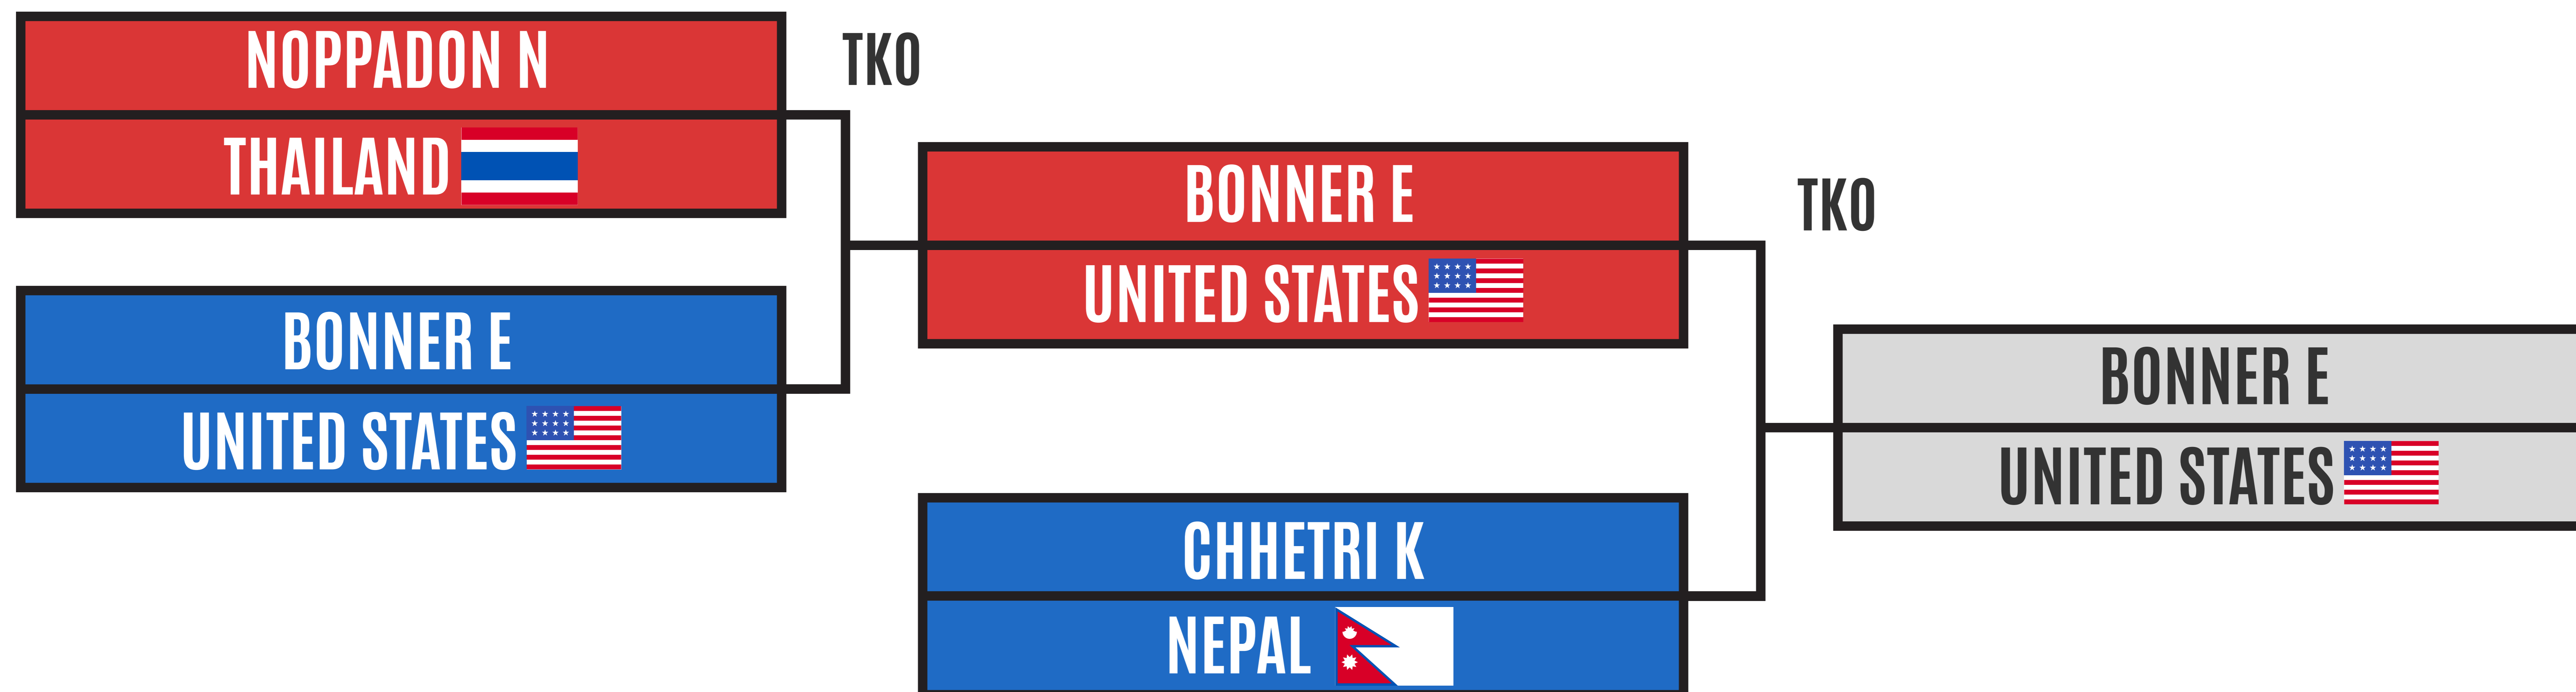 NOPPADON N
THAILAND
TKO
BONNER E
UNITED STATES
BONNER E
UNITED STATES
TKO
CHHETRI K
NEPAL
BONNER E
UNITED STATES